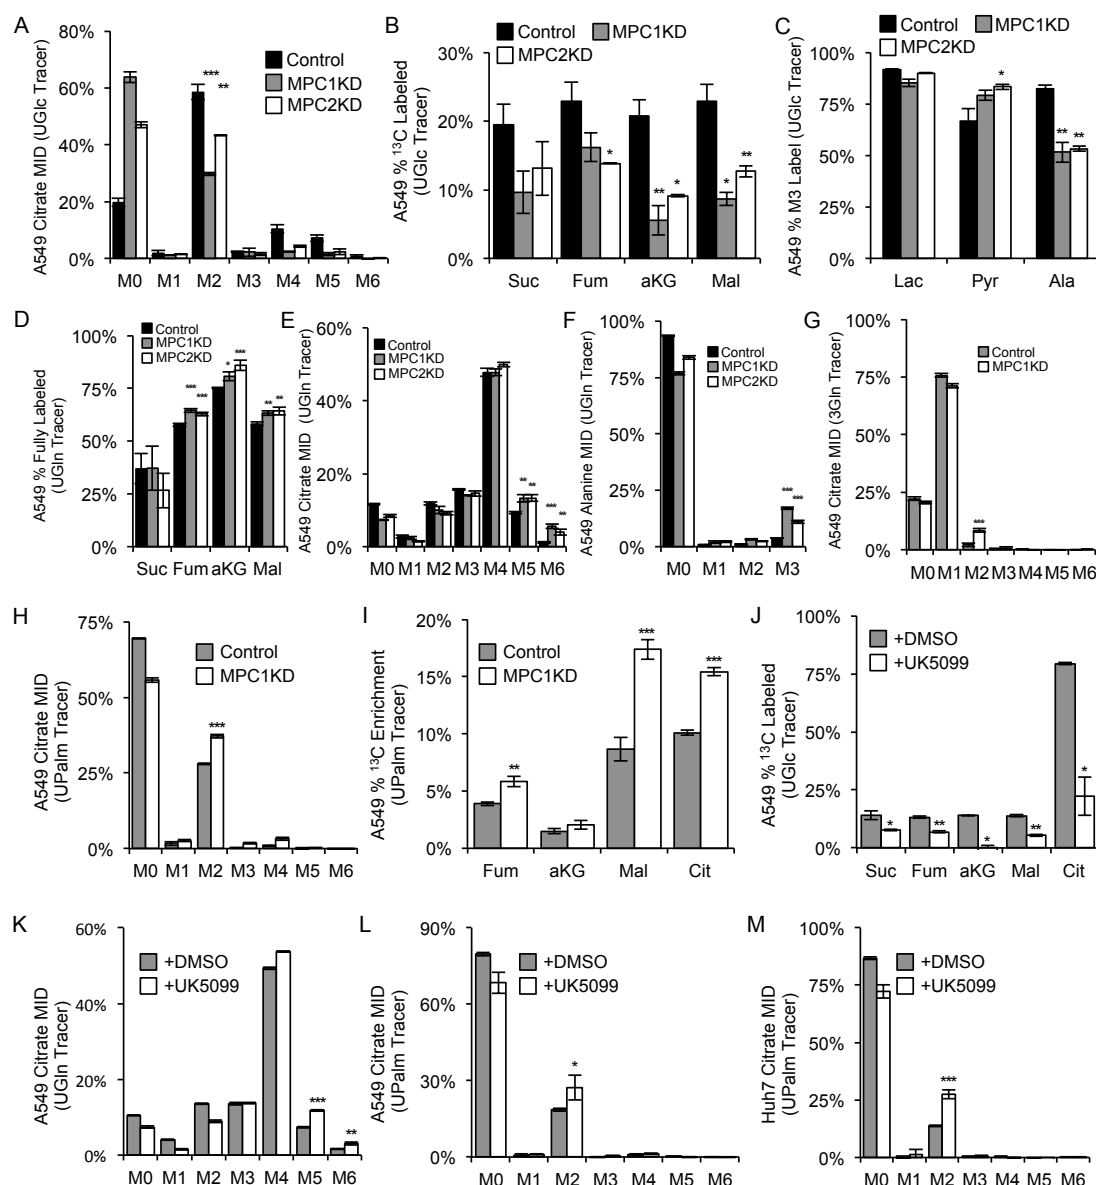 A
A549 Citrate MID (UGlc Tracer)
80%
60%
40%
20%
0%
Control
MPC1KD
MPC2KD
***
**
M0 M1 M2 M3 M4 M5 M6
B
A549 % 13C Labeled
(UGlc Tracer)
Control MPC1KD
MPC2KD
30%
20%
10%
0%
* ** * * **
Suc Fum aKG Mal
C
A549 % M3 Label (UGlc Tracer)
Control MPC1KD
MPC2KD
100%
75%
50%
25%
0%
* ** **
Lac Pyr Ala
D
A549 % Fully Labeled
(UGln Tracer)
100%
75%
50%
25%
0%
Control
MPC1KD
MPC2KD
*** *** * *** ** **
Suc Fum aKG Mal
E
A549 Citrate MID (UGln Tracer)
60%
40%
20%
0%
Control
MPC1KD
MPC2KD
** ** *** **
M0 M1 M2 M3 M4 M5 M6
F
A549 Alanine MID (UGln Tracer)
100%
75%
50%
25%
0%
Control
MPC1KD
MPC2KD
*** ***
M0 M1 M2 M3
G
A549 Citrate MID (3Gln Tracer)
100%
75%
50%
25%
0%
Control
MPC1KD
***
M0 M1 M2 M3 M4 M5 M6
H
A549 Citrate MID
(UPalm Tracer)
75%
50%
25%
0%
Control
MPC1KD
***
M0 M1 M2 M3 M4 M5 M6
I
A549 % 13C Enrichment
(UPalm Tracer)
20%
15%
10%
5%
0%
Control
MPC1KD
** *** ***
Fum aKG Mal Cit
J
A549 % 13C Labeled
(UGlc Tracer)
100%
75%
50%
25%
0%
+DMSO
+UK5099
* ** * ** *
Suc Fum aKG Mal Cit
K
A549 Citrate MID
(UGln Tracer)
60%
40%
20%
0%
+DMSO
+UK5099
*** **
M0 M1 M2 M3 M4 M5 M6
L
A549 Citrate MID
(UPalm Tracer)
90%
60%
30%
0%
+DMSO
+UK5099
*
M0 M1 M2 M3 M4 M5 M6
M
Huh7 Citrate MID
(UPalm Tracer)
100%
75%
50%
25%
0%
+DMSO
+UK5099
***
M0 M1 M2 M3 M4 M5 M6